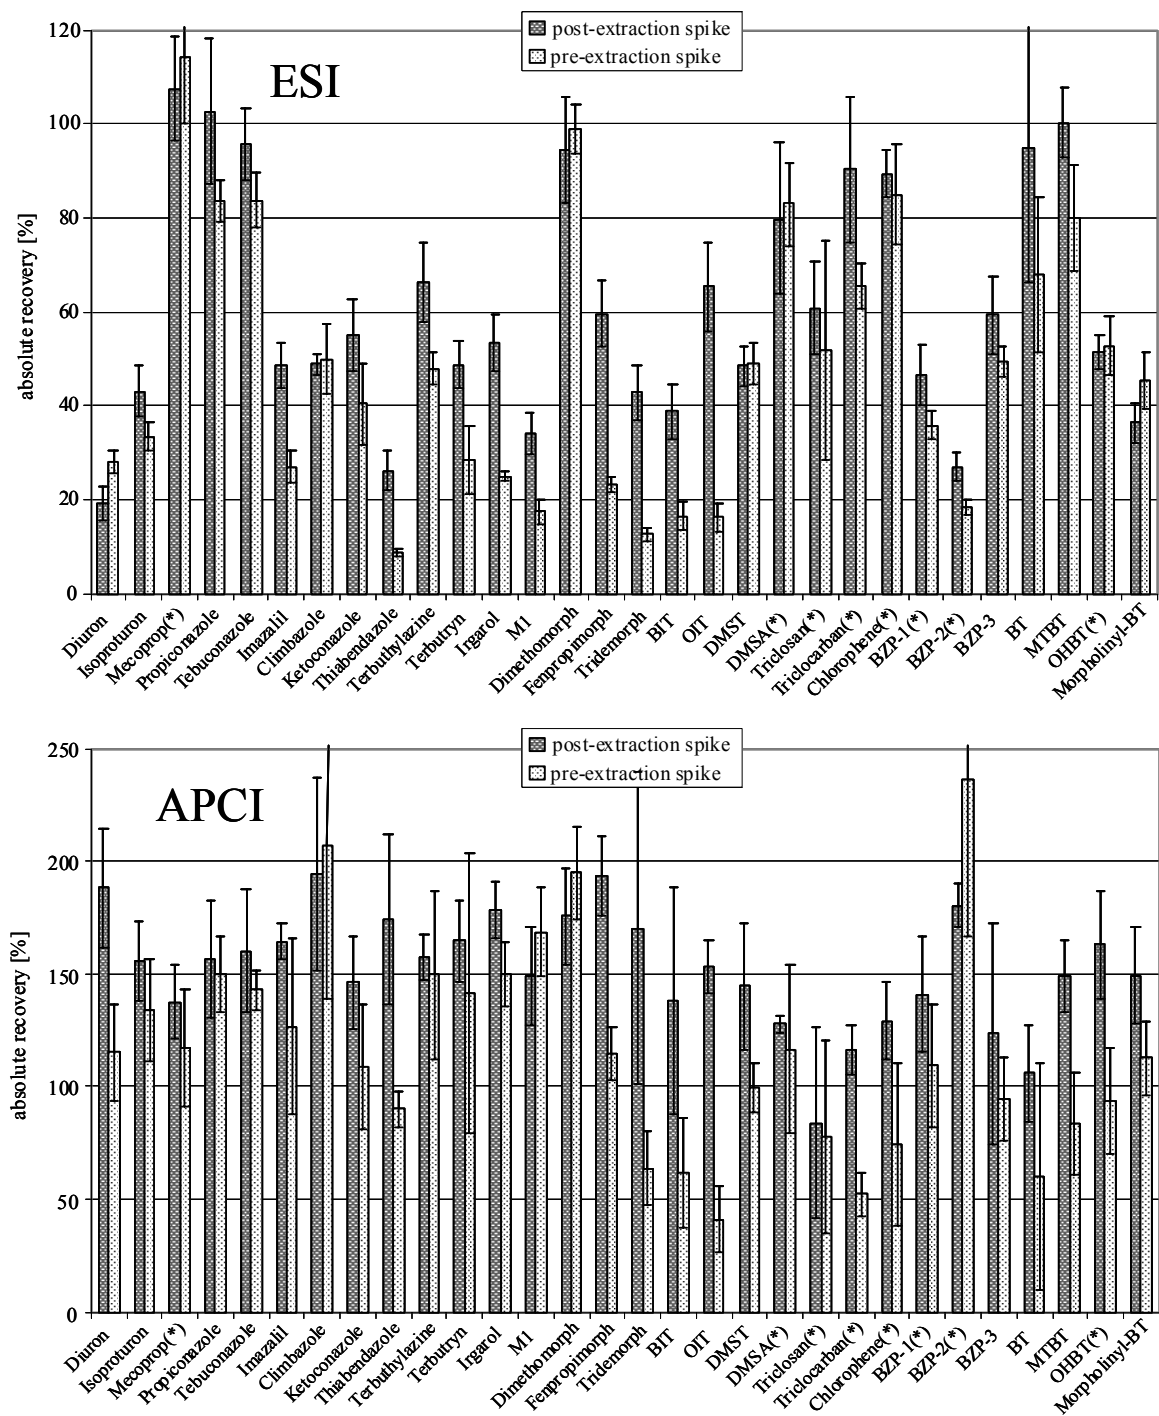 post-extraction spike
pre-extraction spike
ESI
absolute recovery [%]
120
100
80
60
40
20
0
Diuron
Isoproturon
Mecoprop(*)
Propiconazole
Tebuconazole
Imazalil
Climbazole
Ketoconazole
Thiabendazole
Terbuthylazine
Terbutryn
Irgarol
M1
Dimethomorph
Fenpropimorph
Tridemorph
BIT
OIT
DMST
DMSA(*)
Triclosan(*)
Triclocarban(*)
Chlorophene(*)
BZP-1(*)
BZP-2(*)
BZP-3
BT
MTBT
OHBT(*)
Morpholinyl-BT
post-extraction spike
pre-extraction spike
APCI
absolute recovery [%]
250
200
150
100
50
0
Diuron
Isoproturon
Mecoprop(*)
Propiconazole
Tebuconazole
Imazalil
Climbazole
Ketoconazole
Thiabendazole
Terbuthylazine
Terbutryn
Irgarol
M1
Dimethomorph
Fenpropimorph
Tridemorph
BIT
OIT
DMST
DMSA(*)
Triclosan(*)
Triclocarban(*)
Chlorophene(*)
BZP-1(*)
BZP-2(*)
BZP-3
BT
MTBT
OHBT(*)
Morpholinyl-BT